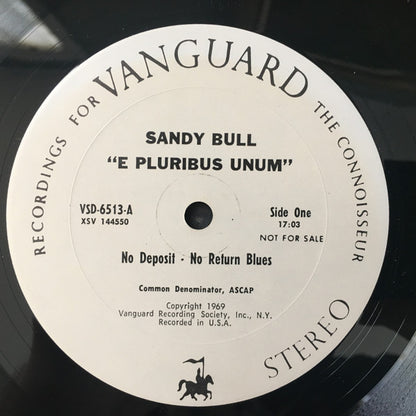 RECORDINGS FOR VANGUARD THE CONNOISSEUR
SANDY BULL
"E PLURIBUS UNUM"
VSD-6513-A
XSV 144550
Side One
17:03
NOT FOR SALE
No Deposit - No Return Blues
Common Denominator, ASCAP
Copyright 1969
Vanguard Recording Society, Inc., N.Y.
Recorded in U.S.A.
STEREO